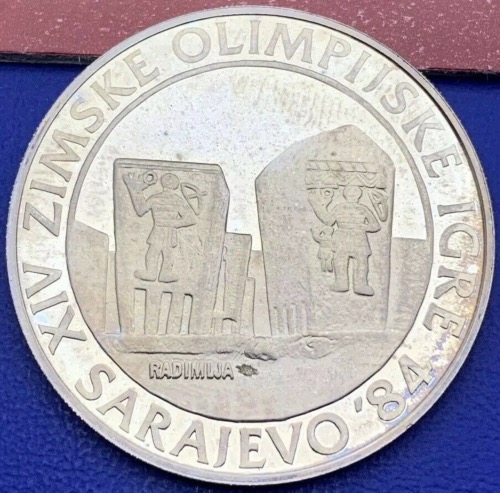 XIV ZIMSKE OLIMPIJSKE IGRE
SARAJEVO '84
RADIMLJA